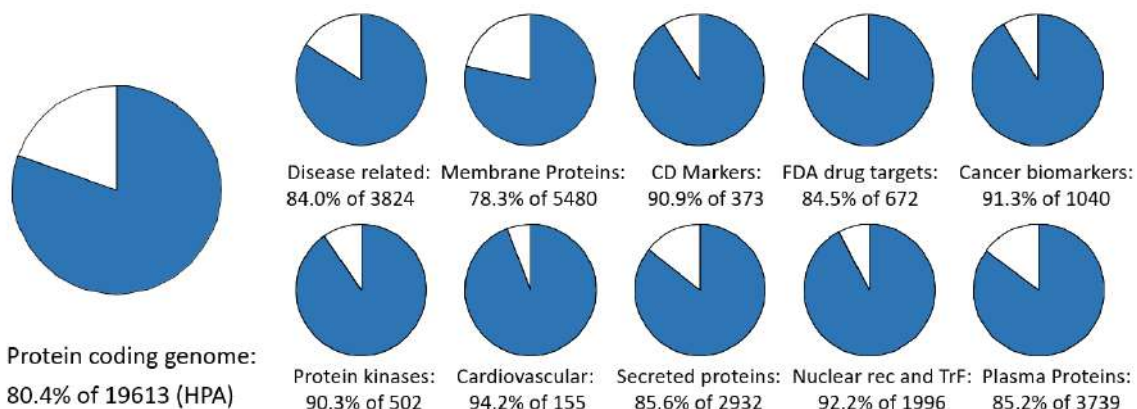 Disease related:
84.0% of 3824
Membrane Proteins:
78.3% of 5480
CD Markers:
90.9% of 373
FDA drug targets:
84.5% of 672
Cancer biomarkers:
91.3% of 1040
Protein coding genome:
80.4% of 19613 (HPA)
Protein kinases:
90.3% of 502
Cardiovascular:
94.2% of 155
Secreted proteins:
85.6% of 2932
Nuclear rec and TrF:
92.2% of 1996
Plasma Proteins:
85.2% of 3739